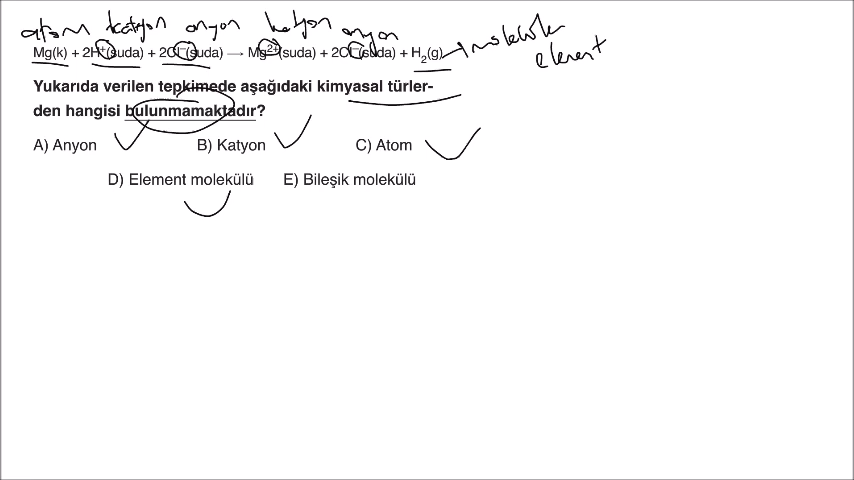 atom katyon anyon katyon anyon
Mg(k) + 2H⁺(suda) + 2Cl⁻(suda) → Mg²⁺(suda) + 2Cl⁻(suda) + H₂(g) → moleküler
element
Yukarıda verilen tepkimede aşağıdaki kimyasal türler-
den hangisi bulunmamaktadır?
A) Anyon B) Katyon C) Atom
D) Element molekülü E) Bileşik molekülü